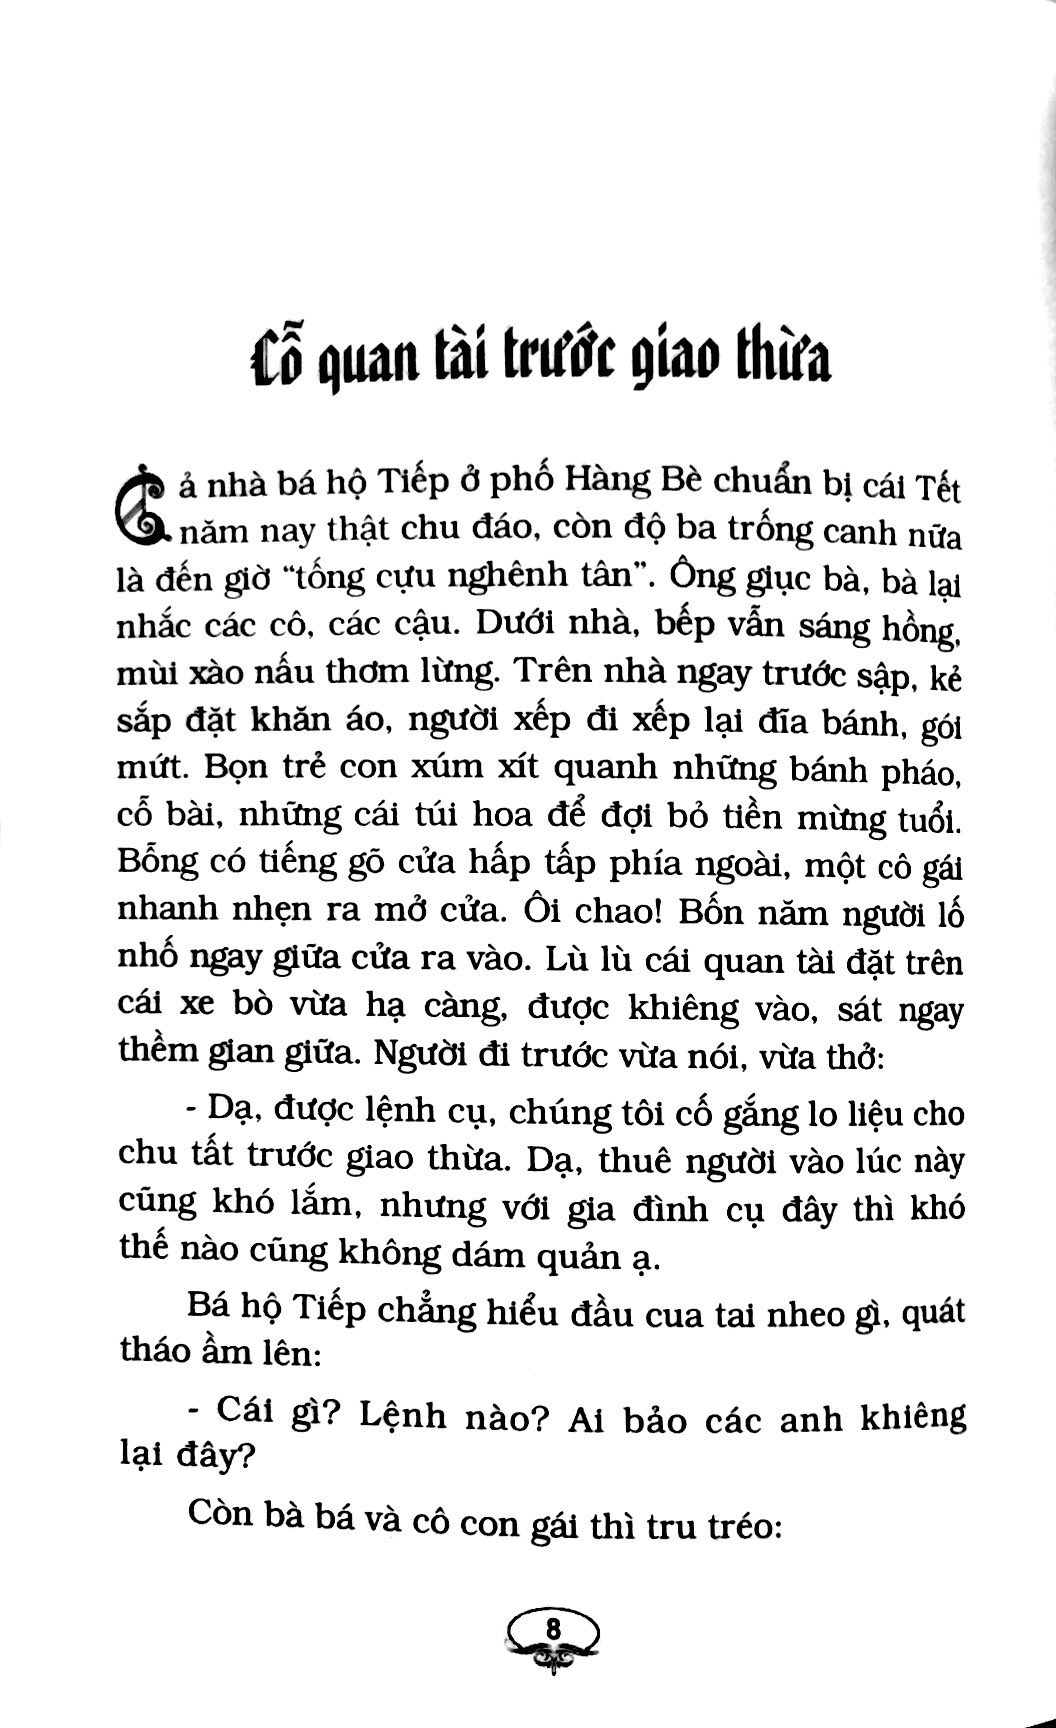 Cỗ quan tài trước giao thừa
Cả nhà bá hộ Tiếp ở phố Hàng Bè chuẩn bị cái Tết
năm nay thật chu đáo, còn độ ba trống canh nữa
là đến giờ “tống cựu nghênh tân”. Ông giục bà, bà lại
nhắc các cô, các cậu. Dưới nhà, bếp vẫn sáng hồng,
mùi xào nấu thơm lừng. Trên nhà ngay trước sập, kẻ
sắp đặt khăn áo, người xếp đi xếp lại đĩa bánh, gói
mứt. Bọn trẻ con xúm xít quanh những bánh pháo,
cỗ bài, những cái túi hoa để đợi bỏ tiền mừng tuổi.
Bỗng có tiếng gõ cửa hấp tấp phía ngoài, một cô gái
nhanh nhẹn ra mở cửa. Ôi chao! Bốn năm người lố
nhố ngay giữa cửa ra vào. Lù lù cái quan tài đặt trên
cái xe bò vừa hạ càng, được khiêng vào, sát ngay
thềm gian giữa. Người đi trước vừa nói, vừa thở:
- Dạ, được lệnh cụ, chúng tôi cố gắng lo liệu cho
chu tất trước giao thừa. Dạ, thuê người vào lúc này
cũng khó lắm, nhưng với gia đình cụ đây thì khó
thế nào cũng không dám quản ạ.
Bá hộ Tiếp chẳng hiểu đầu cua tai nheo gì, quát
tháo ầm lên:
- Cái gì? Lệnh nào? Ai bảo các anh khiêng
lại đây?
Còn bà bá và cô con gái thì tru tréo:
8